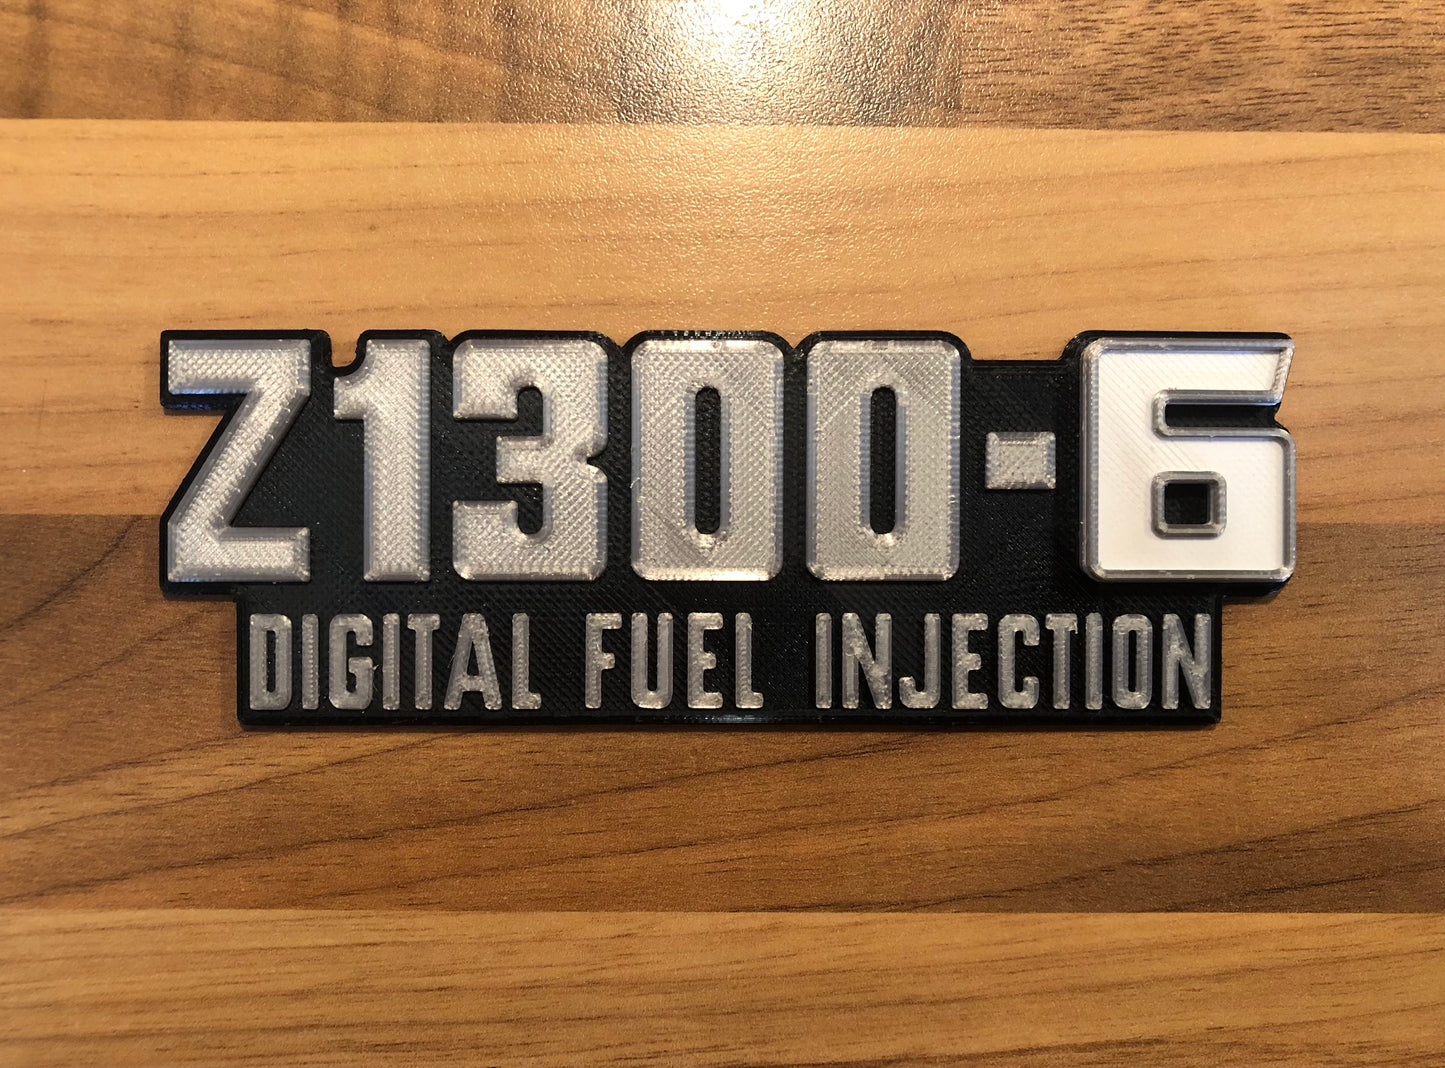 Z1300-6
DIGITAL FUEL INJECTION